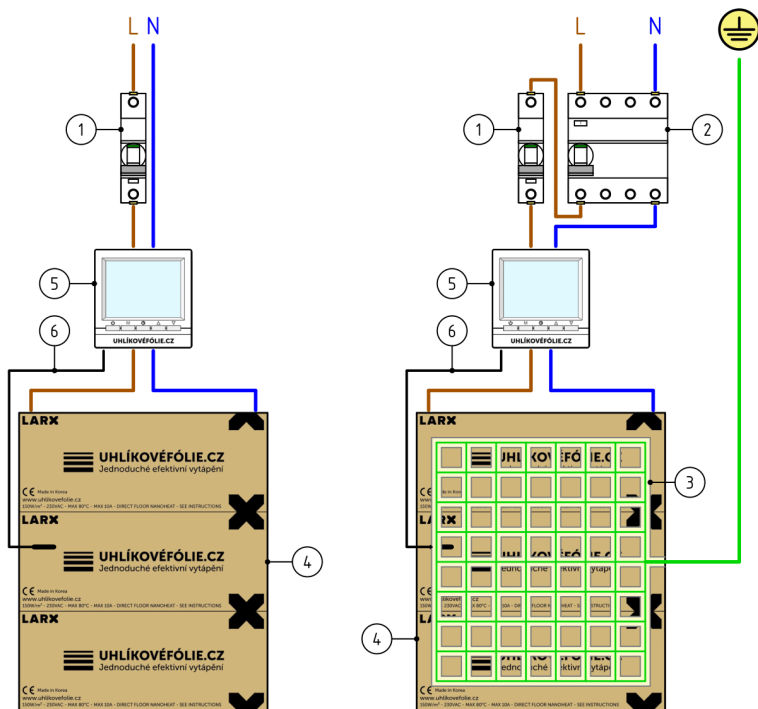 L N
1
5
UHLÍKOVÉFÓLIE.CZ
6
LARX
UHLÍKOVÉFÓLIE.CZ
Jednoduché efektivní vytápění
CE Made in Korea
www.uhlikovefolie.cz
150W/m² - 230VAC - MAX 80°C - MAX 10A - DIRECT FLOOR NANOHEAT - SEE INSTRUCTIONS
LARX
UHLÍKOVÉFÓLIE.CZ
Jednoduché efektivní vytápění
CE Made in Korea
www.uhlikovefolie.cz
150W/m² - 230VAC - MAX 80°C - MAX 10A - DIRECT FLOOR NANOHEAT - SEE INSTRUCTIONS
4
LARX
UHLÍKOVÉFÓLIE.CZ
Jednoduché efektivní vytápění
CE Made in Korea
www.uhlikovefolie.cz
150W/m² - 230VAC - MAX 80°C - MAX 10A - DIRECT FLOOR NANOHEAT - SEE INSTRUCTIONS
L N
1
2
5
UHLÍKOVÉFÓLIE.CZ
6
LARX
3
4
CE Made in Korea
www.uhlikovefolie.cz
150W/m² - 230VAC - MAX 80°C - MAX 10A - DIRECT FLOOR NANOHEAT - SEE INSTRUCTIONS